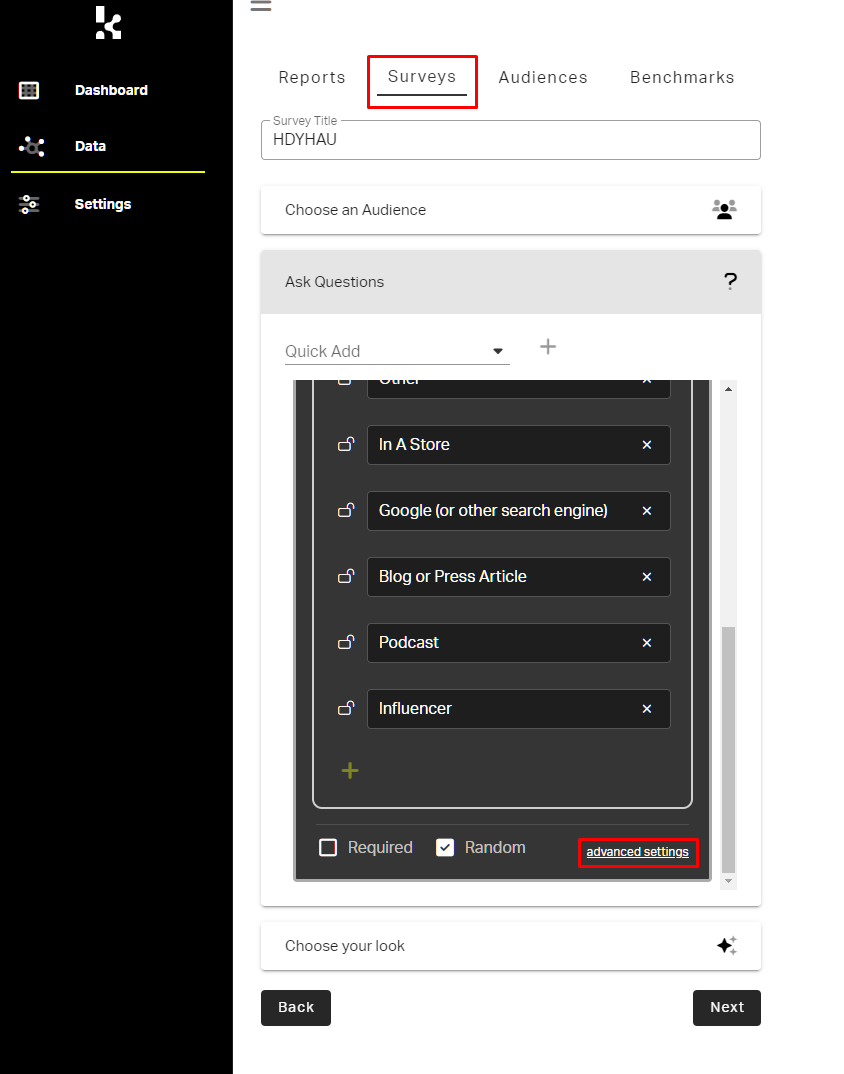 Dashboard
Data
Settings
Reports
Surveys
Audiences
Benchmarks
Survey Title
HDYHAU
Choose an Audience
Ask Questions
?
Quick Add
Other
In A Store
Google (or other search engine)
Blog or Press Article
Podcast
Influencer
Required
Random
advanced settings
Choose your look
Back
Next